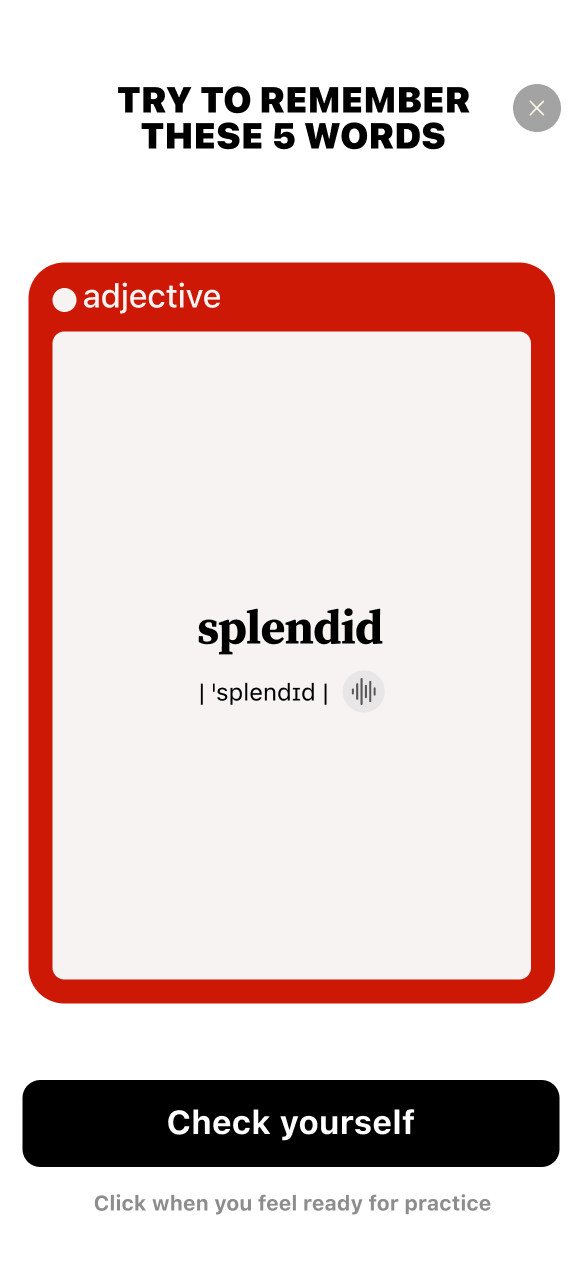 TRY TO REMEMBER
THESE 5 WORDS
adjective
splendid
| ˈsplendɪd |
Check yourself
Click when you feel ready for practice